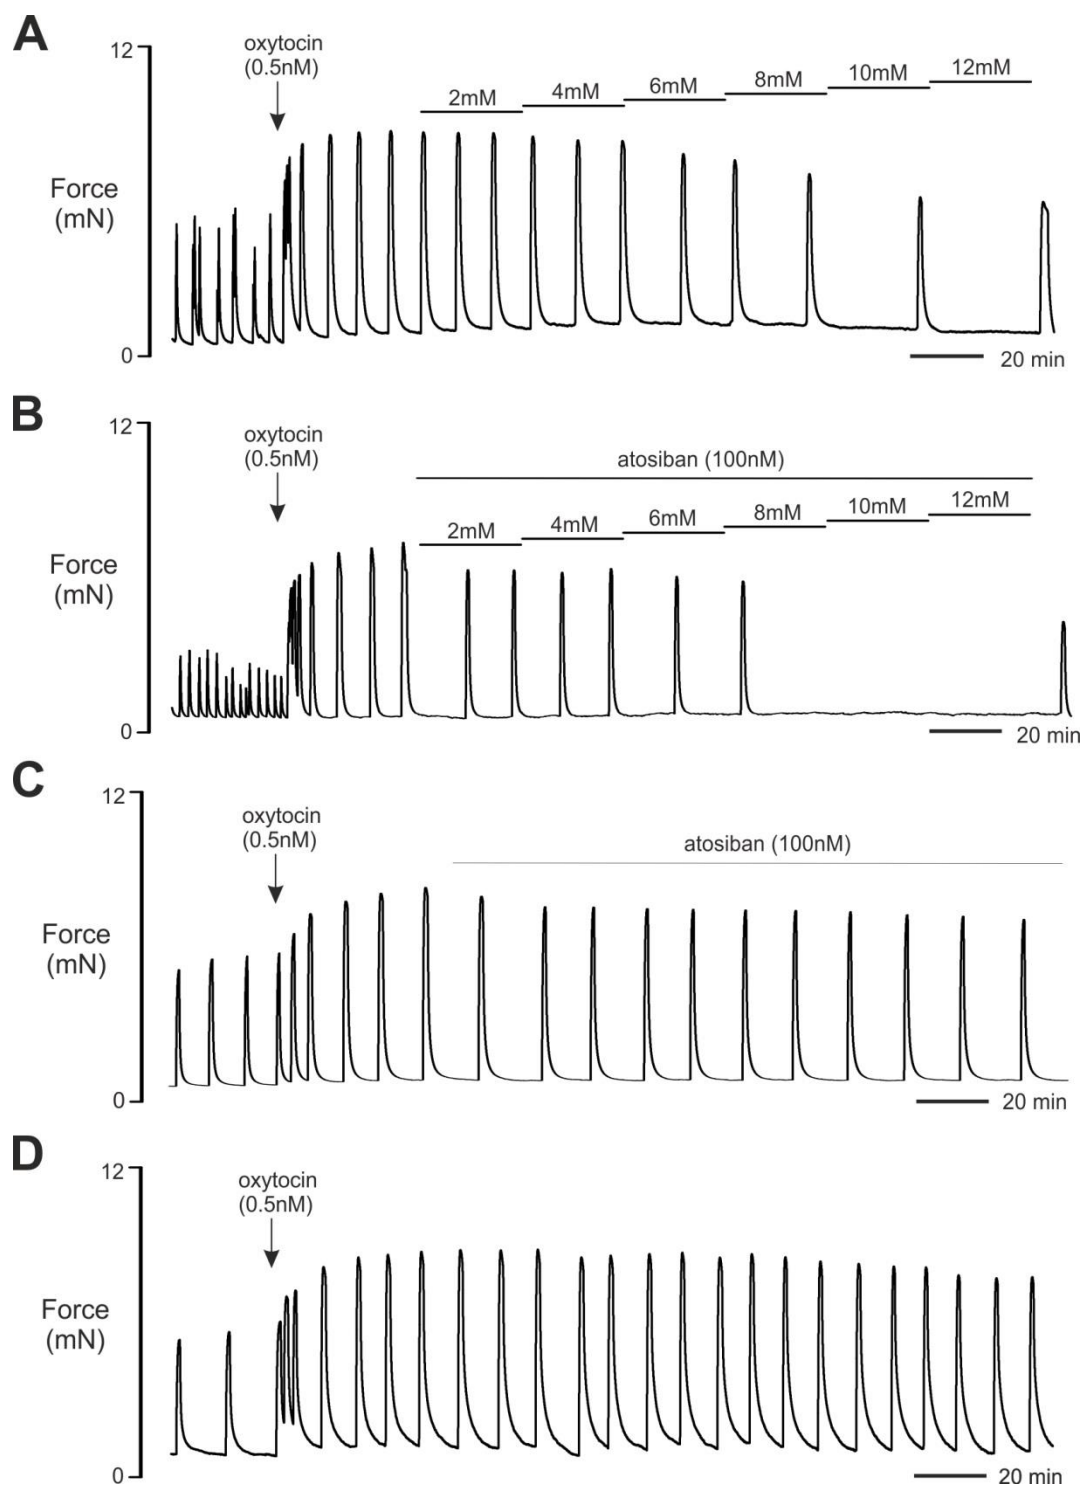 A
12
oxytocin
(0.5nM)
2mM
4mM
6mM
8mM
10mM
12mM
Force
(mN)
0
20 min
B
12
oxytocin
(0.5nM)
atosiban (100nM)
2mM
4mM
6mM
8mM
10mM
12mM
Force
(mN)
0
20 min
C
12
oxytocin
(0.5nM)
atosiban (100nM)
Force
(mN)
0
20 min
D
12
oxytocin
(0.5nM)
Force
(mN)
0
20 min